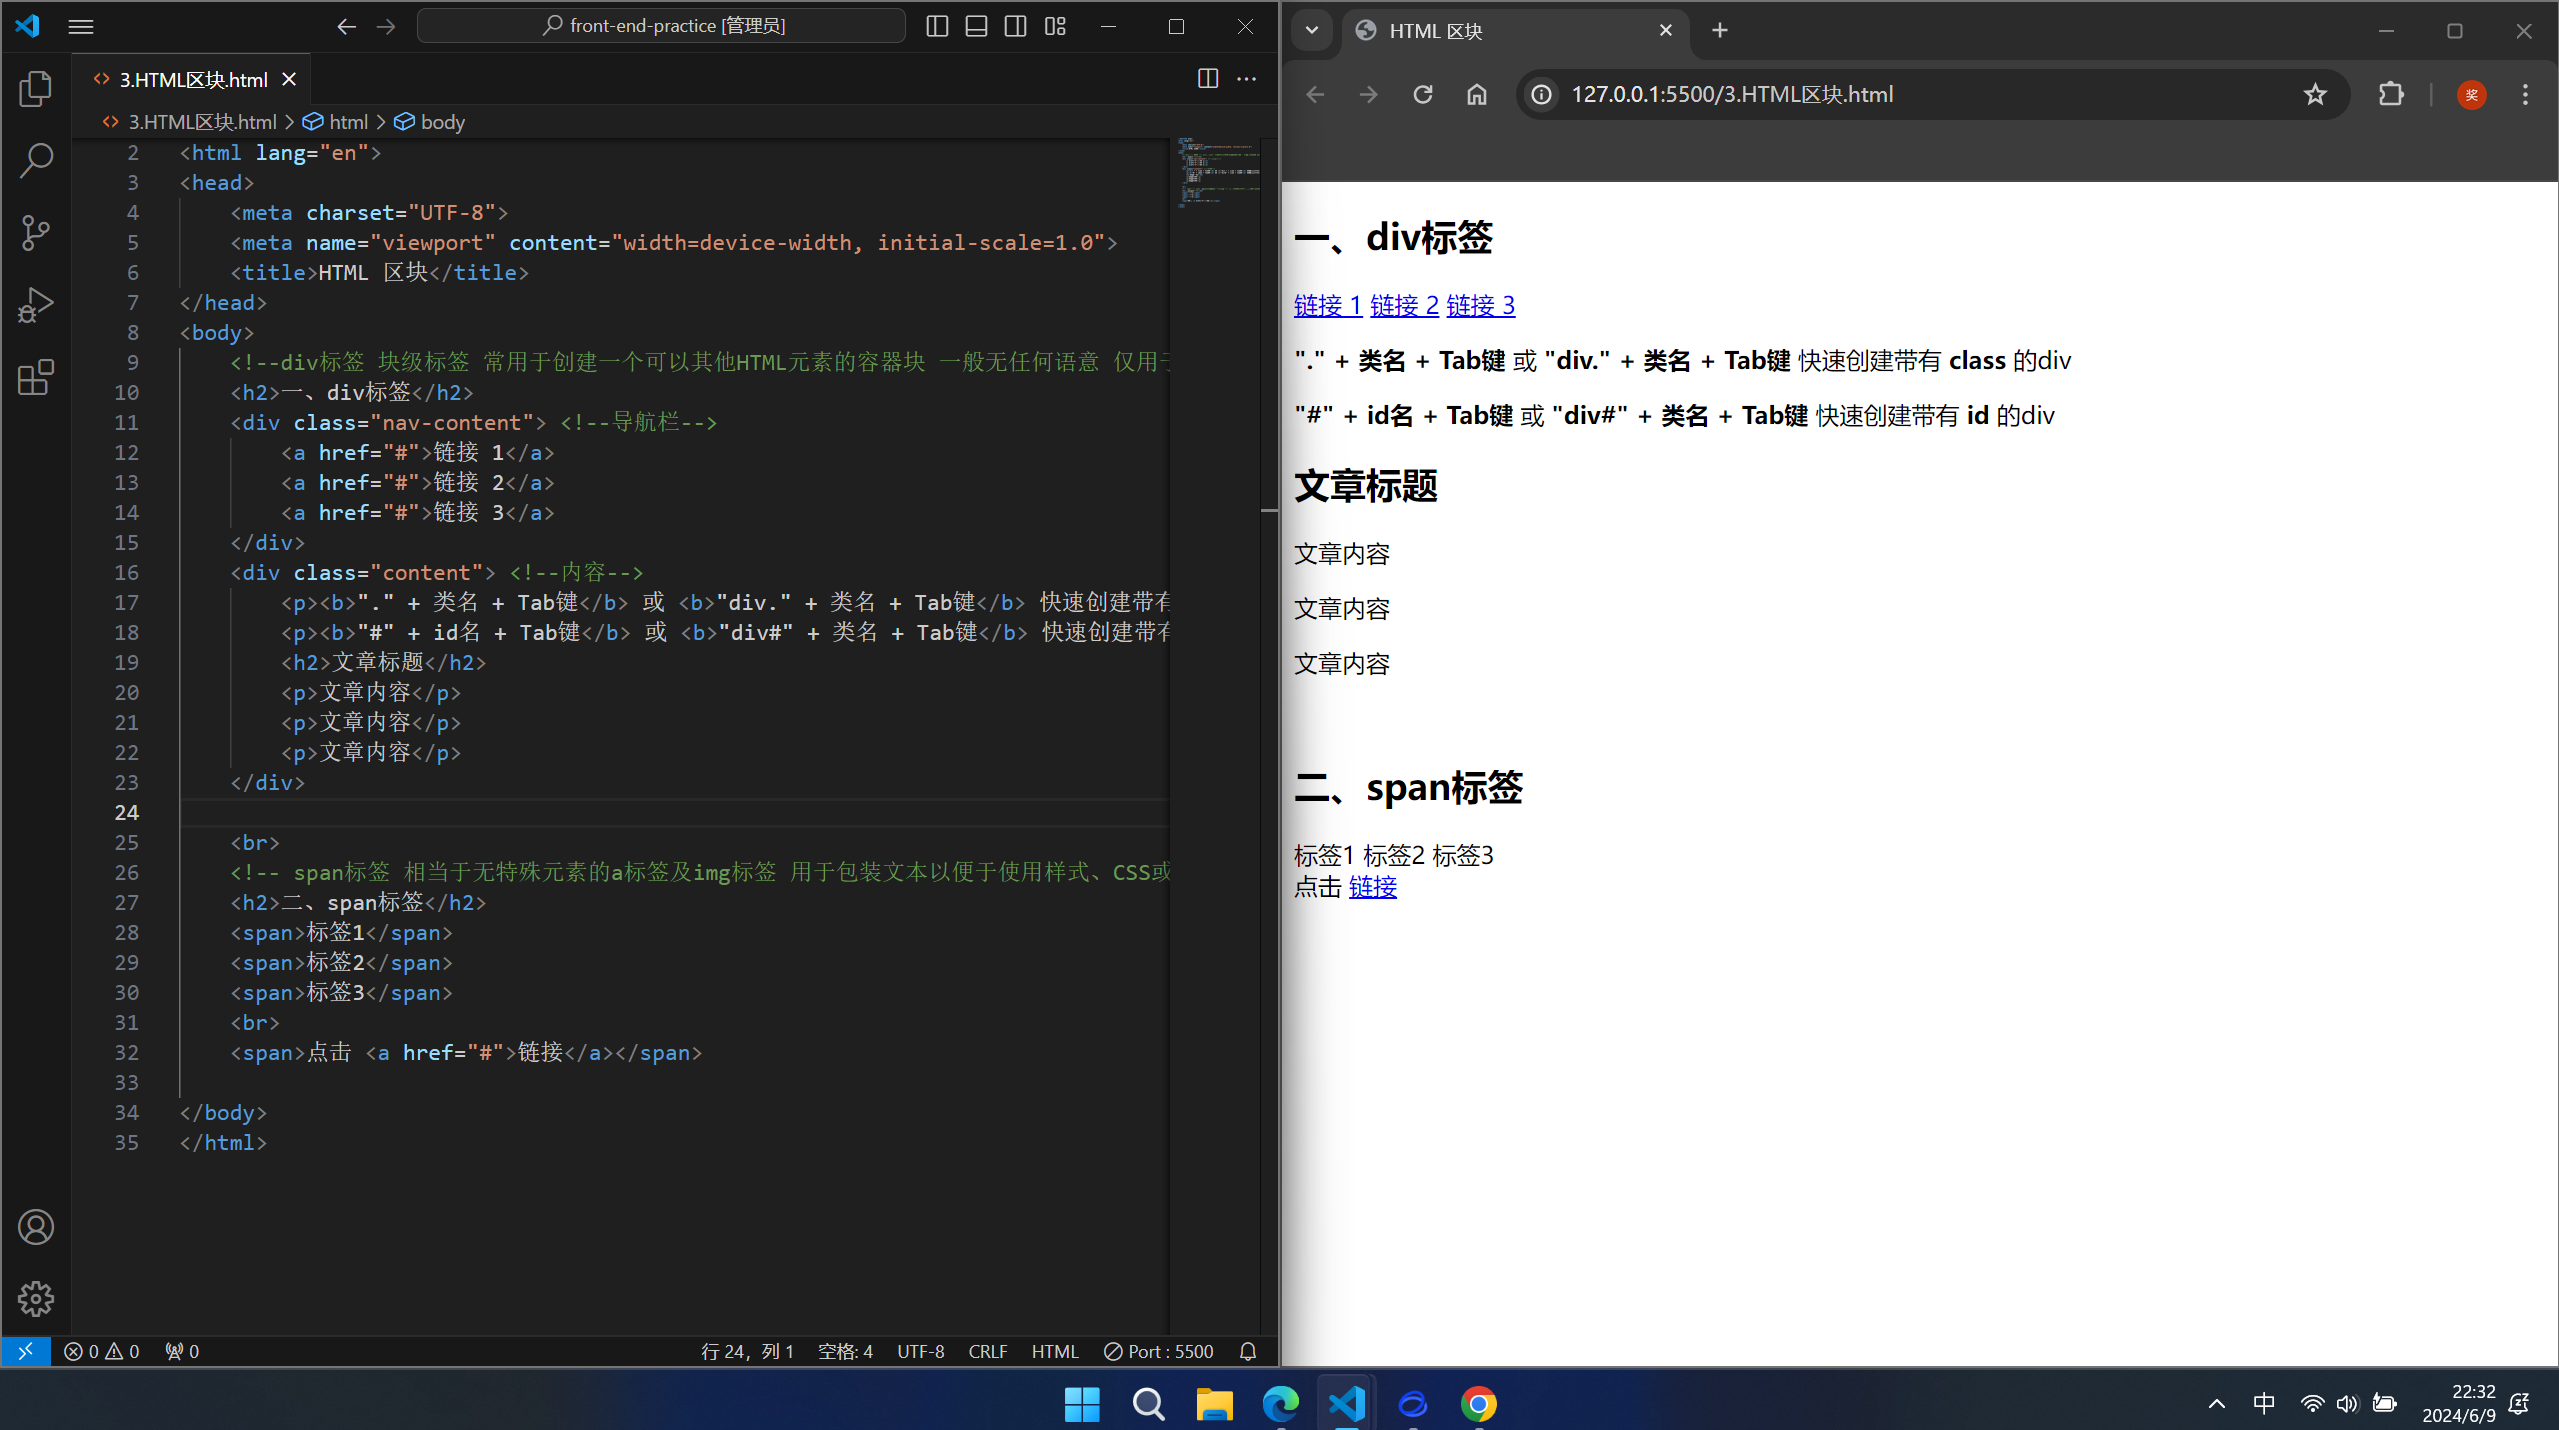 front-end-practice [管理员]
3.HTML区块.html
3.HTML区块.html > html > body
2 <html lang="en">
3 <head>
4 <meta charset="UTF-8">
5 <meta name="viewport" content="width=device-width, initial-scale=1.0">
6 <title>HTML 区块</title>
7 </head>
8 <body>
9 <!--div标签 块级标签 常用于创建一个可以其他HTML元素的容器块 一般无任何语意 仅用于
10 <h2>一、div标签</h2>
11 <div class="nav-content"> <!--导航栏-->
12 <a href="#">链接 1</a>
13 <a href="#">链接 2</a>
14 <a href="#">链接 3</a>
15 </div>
16 <div class="content"> <!--内容-->
17 <p><b>"." + 类名 + Tab键</b> 或 <b>"div." + 类名 + Tab键</b> 快速创建带有
18 <p><b>"#" + id名 + Tab键</b> 或 <b>"div#" + 类名 + Tab键</b> 快速创建带有
19 <h2>文章标题</h2>
20 <p>文章内容</p>
21 <p>文章内容</p>
22 <p>文章内容</p>
23 </div>
24
25 <br>
26 <!-- span标签 相当于无特殊元素的a标签及img标签 用于包装文本以便于使用样式、CSS或
27 <h2>二、span标签</h2>
28 <span>标签1</span>
29 <span>标签2</span>
30 <span>标签3</span>
31 <br>
32 <span>点击 <a href="#">链接</a></span>
33
34 </body>
35 </html>
0 0 0 行 24，列 1 空格: 4 UTF-8 CRLF HTML Port : 5500
HTML 区块
127.0.0.1:5500/3.HTML区块.html
奖
一、div标签
链接 1 链接 2 链接 3
"." + 类名 + Tab键 或 "div." + 类名 + Tab键 快速创建带有 class 的div
"#" + id名 + Tab键 或 "div#" + 类名 + Tab键 快速创建带有 id 的div
文章标题
文章内容
文章内容
文章内容
二、span标签
标签1 标签2 标签3
点击 链接
中
22:32
2024/6/9